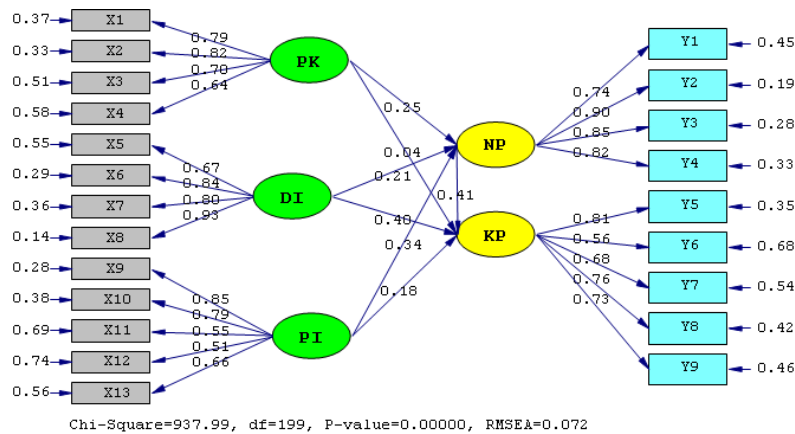 0.37 X1
0.33 X2
0.51 X3
0.58 X4
0.55 X5
0.29 X6
0.36 X7
0.14 X8
0.28 X9
0.38 X10
0.69 X11
0.74 X12
0.56 X13
0.79
0.82
0.70
0.64
0.67
0.84
0.80
0.93
0.85
0.79
0.55
0.51
0.66
PK
DI
PI
0.25
0.04
0.21
0.41
0.40
0.34
0.18
NP
KP
0.74
0.90
0.85
0.82
0.81
0.56
0.68
0.76
0.73
Y1 0.45
Y2 0.19
Y3 0.28
Y4 0.33
Y5 0.35
Y6 0.68
Y7 0.54
Y8 0.42
Y9 0.46
Chi-Square=937.99, df=199, P-value=0.00000, RMSEA=0.072